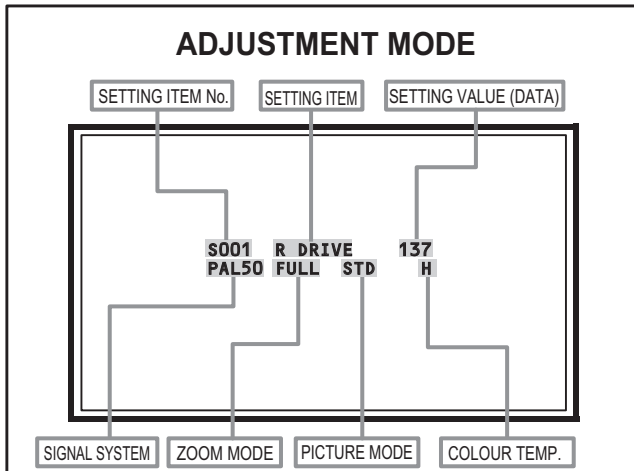 ADJUSTMENT MODE
SETTING ITEM No. SETTING ITEM SETTING VALUE (DATA)
S001 R DRIVE 137
PAL50 FULL STD H
SIGNAL SYSTEM ZOOM MODE PICTURE MODE COLOUR TEMP.